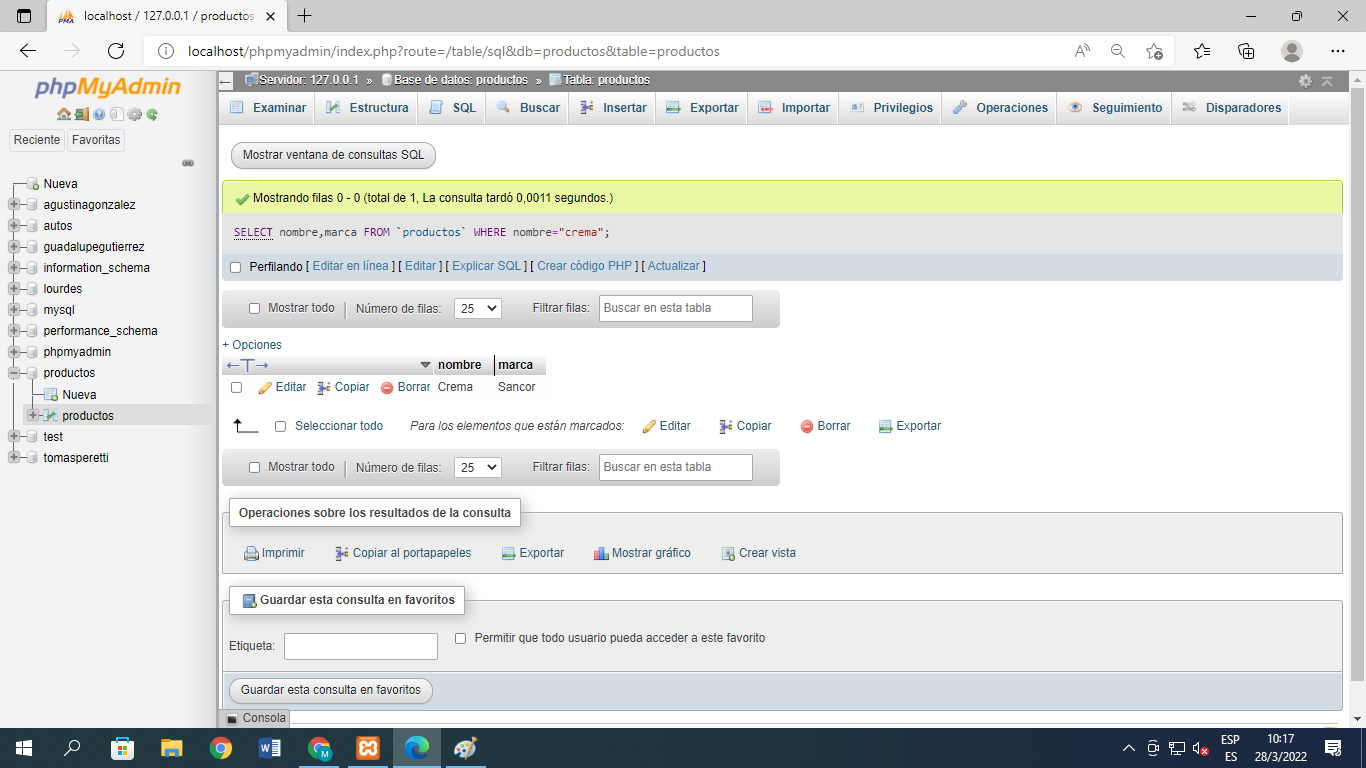 localhost / 127.0.0.1 / productos
localhost/phpmyadmin/index.php?route=/table/sql&db=productos&table=productos
phpMyAdmin
Reciente Favoritas
Nueva
agustinagonzalez
autos
guadalupegutierrez
information_schema
lourdes
mysql
performance_schema
phpmyadmin
productos
Nueva
productos
test
tomasperetti
Servidor: 127.0.0.1 » Base de datos: productos » Tabla: productos
Examinar Estructura SQL Buscar Insertar Exportar Importar Privilegios Operaciones Seguimiento Disparadores
Mostrar ventana de consultas SQL
Mostrando filas 0 - 0 (total de 1, La consulta tardó 0,0011 segundos.)
SELECT nombre,marca FROM `productos` WHERE nombre="crema";
Perfilando [ Editar en línea ] [ Editar ] [ Explicar SQL ] [ Crear código PHP ] [ Actualizar ]
Mostrar todo Número de filas: 25 Filtrar filas: Buscar en esta tabla
+ Opciones
←T→ nombre marca
Editar Copiar Borrar Crema Sancor
Seleccionar todo Para los elementos que están marcados: Editar Copiar Borrar Exportar
Mostrar todo Número de filas: 25 Filtrar filas: Buscar en esta tabla
Operaciones sobre los resultados de la consulta
Imprimir Copiar al portapapeles Exportar Mostrar gráfico Crear vista
Guardar esta consulta en favoritos
Etiqueta: Permitir que todo usuario pueda acceder a este favorito
Guardar esta consulta en favoritos
Consola
ESP
ES
10:17
28/3/2022